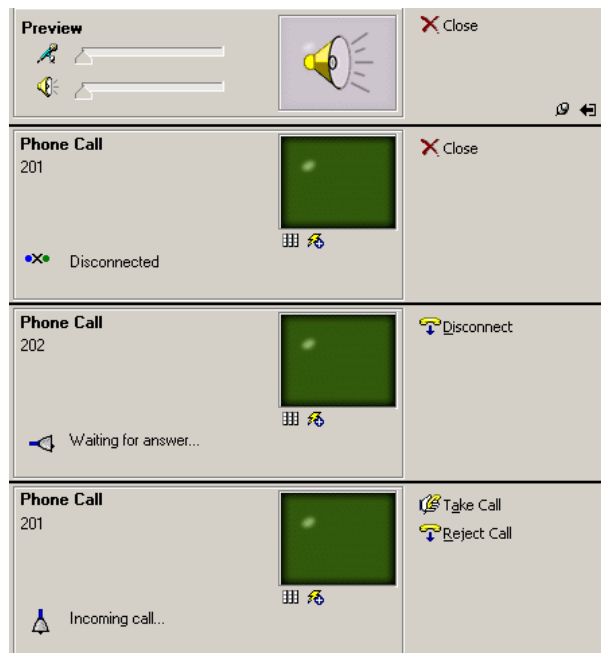 Preview
Close
Phone Call
201
Close
Disconnected
Phone Call
202
Disconnect
Waiting for answer...
Phone Call
201
Take Call
Reject Call
Incoming call...